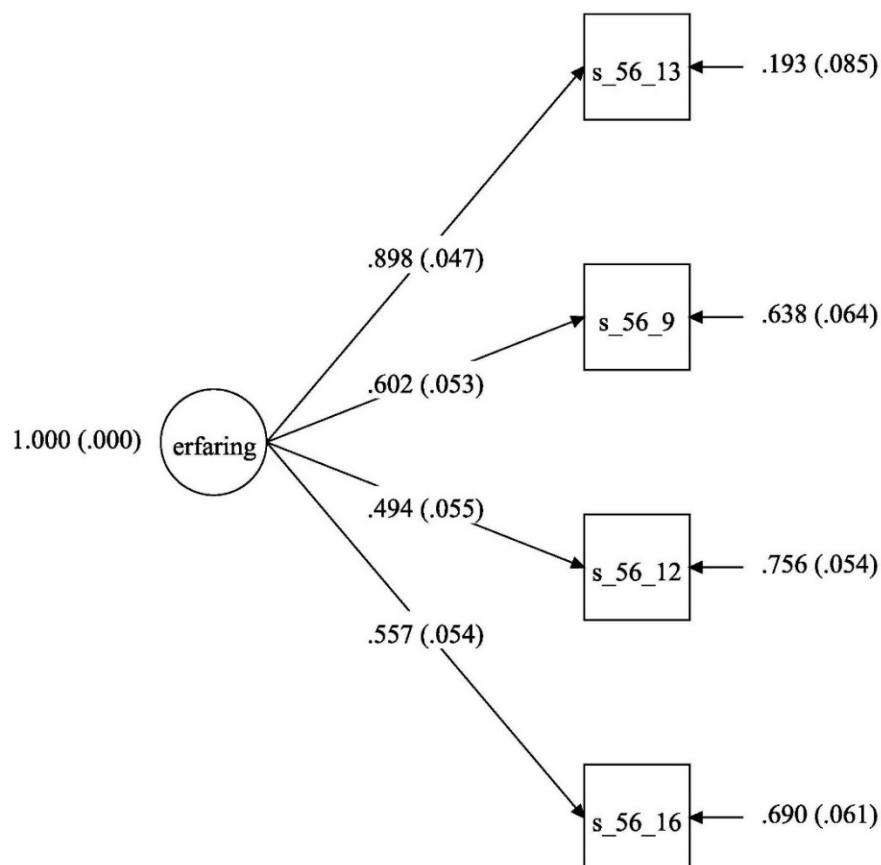 s_56_13
.193 (.085)
.898 (.047)
s_56_9
.638 (.064)
.602 (.053)
1.000 (.000)
erfaring
.494 (.055)
s_56_12
.756 (.054)
.557 (.054)
s_56_16
.690 (.061)